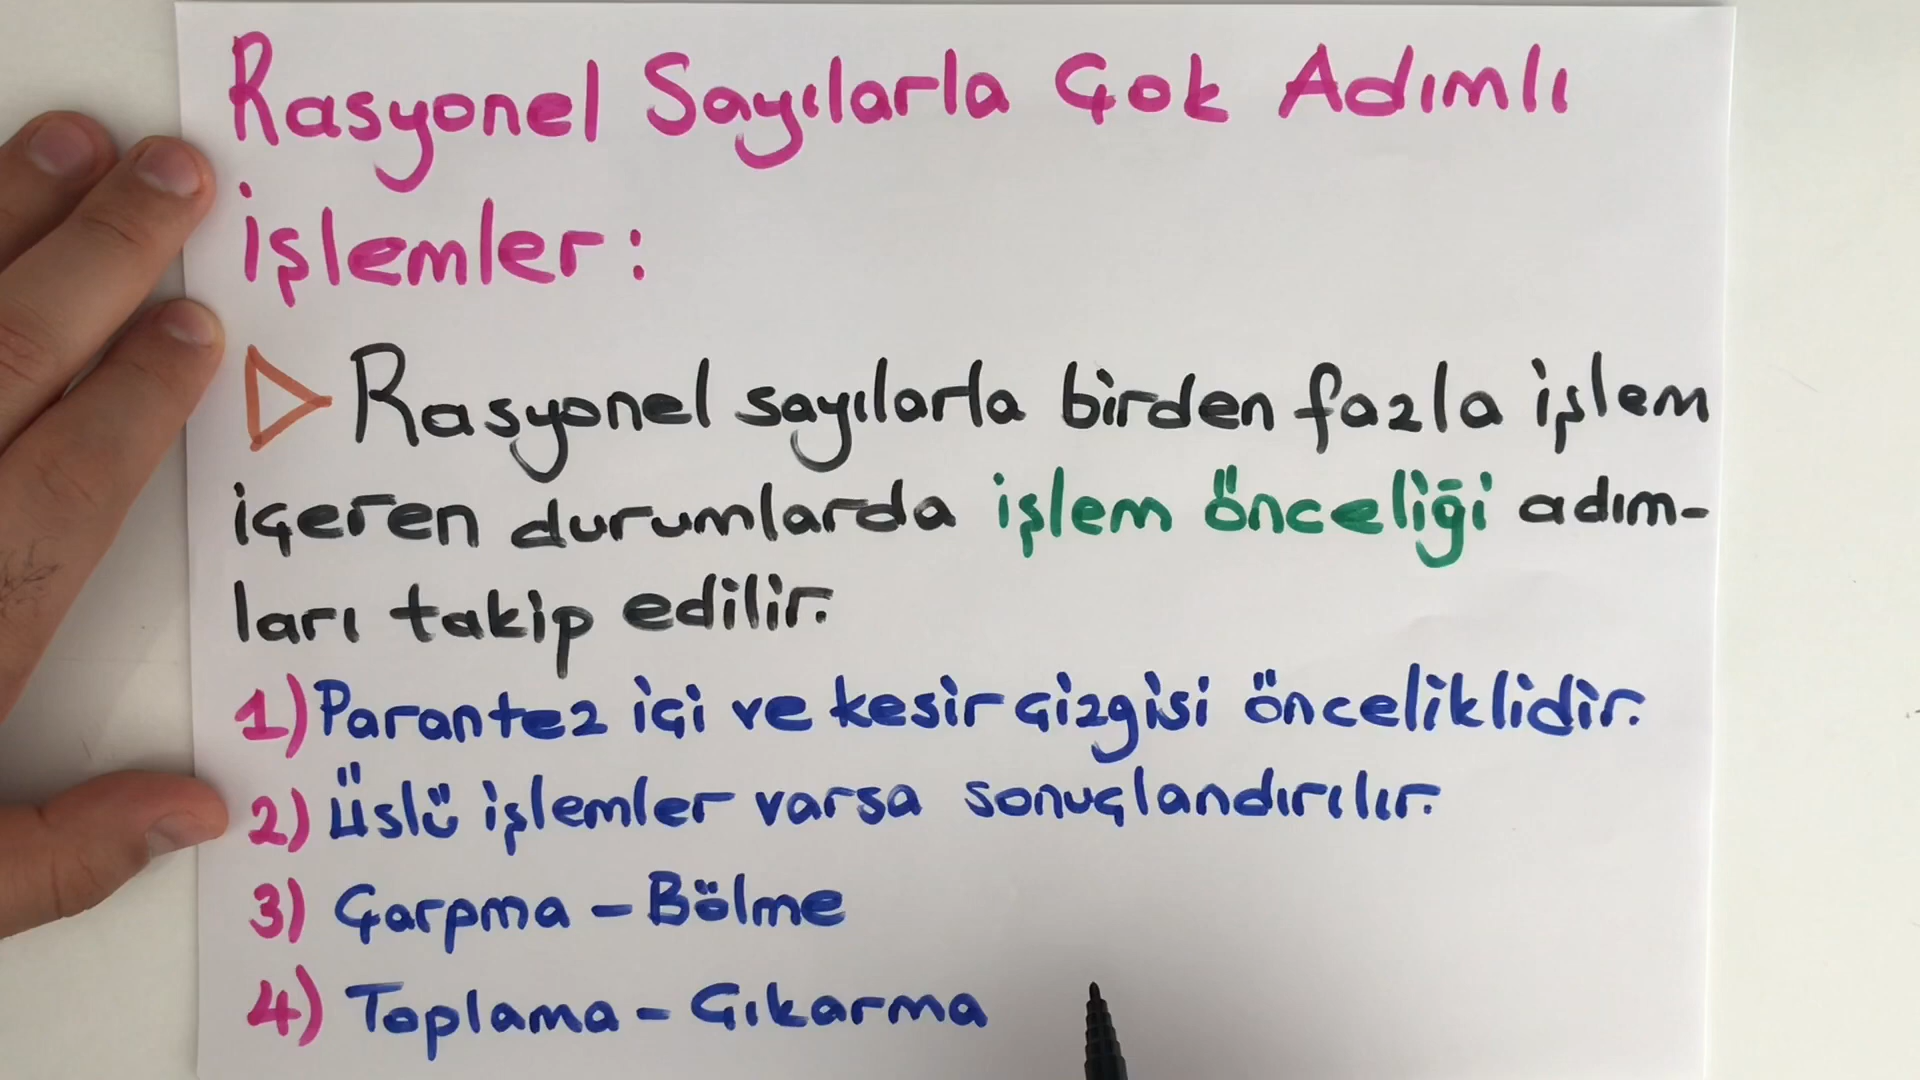 Rasyonel Sayılarla Çok Adımlı
İşlemler:
Rasyonel sayılarla birden fazla işlem
içeren durumlarda işlem önceliği adım-
ları takip edilir.
1) Parantez içi ve kesir çizgisi önceliklidir.
2) Üslü işlemler varsa sonuçlandırılır.
3) Çarpma - Bölme
4) Toplama - Çıkarma